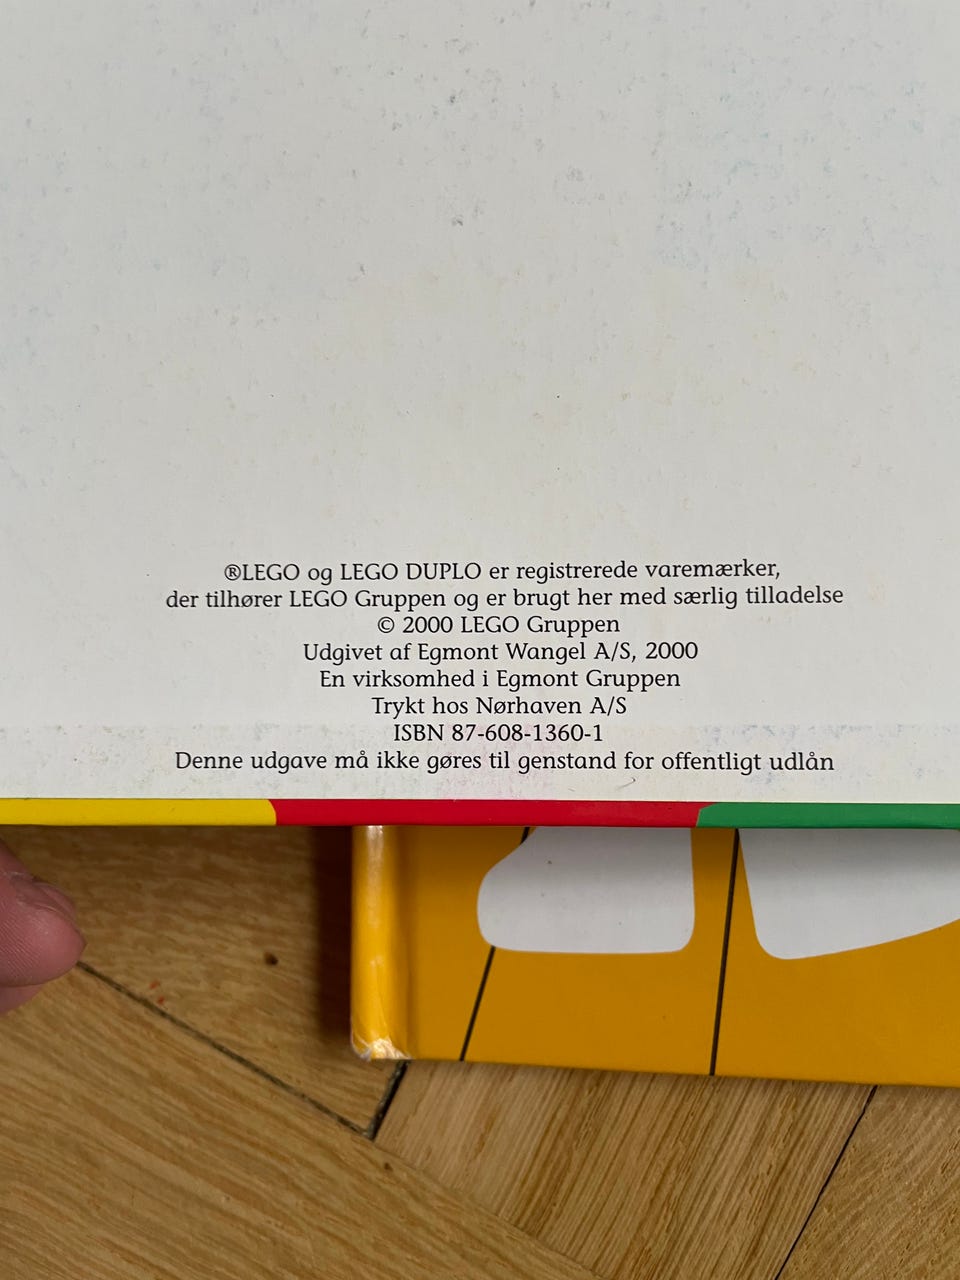 ®LEGO og LEGO DUPLO er registrerede varemærker,
der tilhører LEGO Gruppen og er brugt her med særlig tilladelse
© 2000 LEGO Gruppen
Udgivet af Egmont Wangel A/S, 2000
En virksomhed i Egmont Gruppen
Trykt hos Nørhaven A/S
ISBN 87-608-1360-1
Denne udgave må ikke gøres til genstand for offentligt udlån